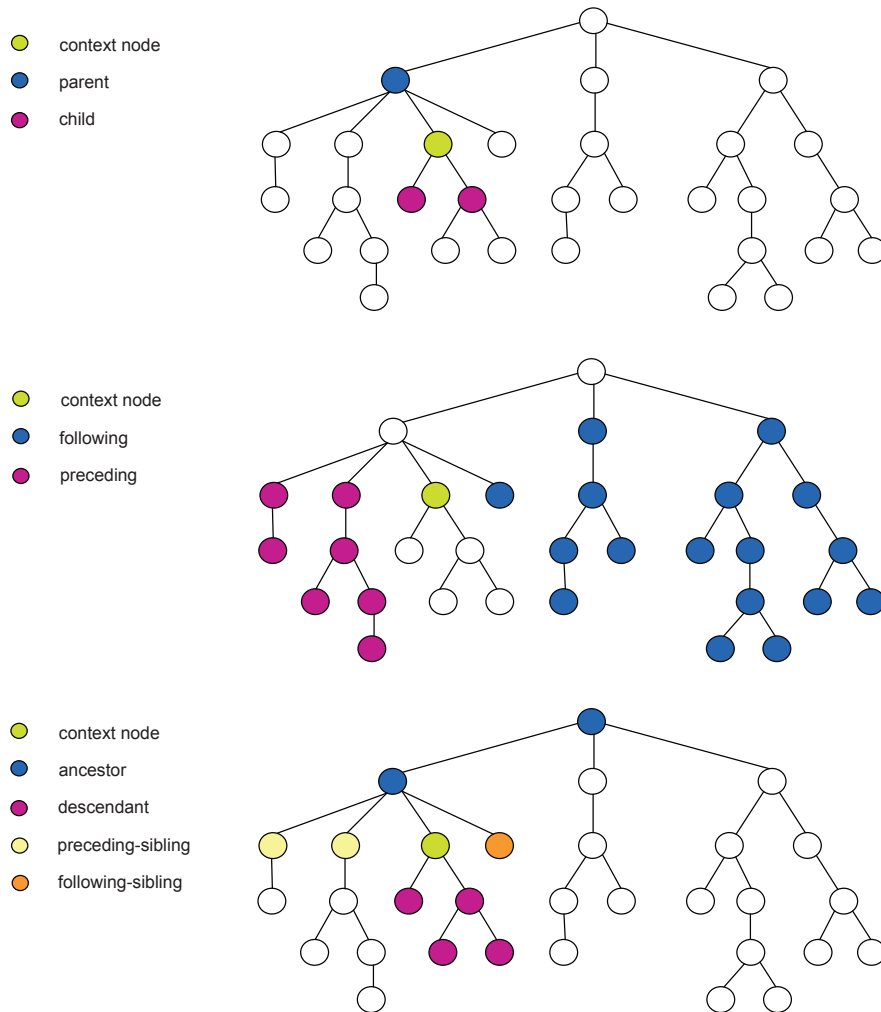 context node
parent
child
context node
following
preceding
context node
ancestor
descendant
preceding-sibling
following-sibling